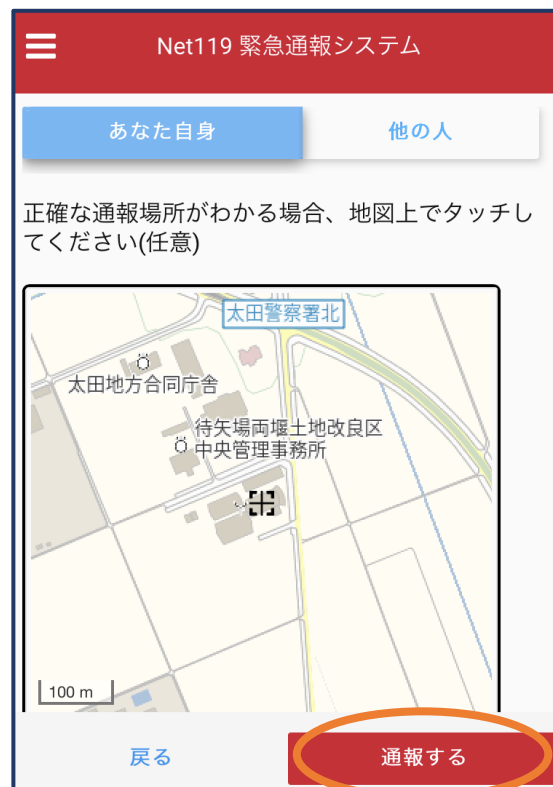 Net119 緊急通報システム
あなた自身
他の人
正確な通報場所がわかる場合、地図上でタッチし
てください(任意)
太田警察署北
太田地方合同庁舎
待矢場両堰土地改良区
中央管理事務所
100 m
戻る
通報する